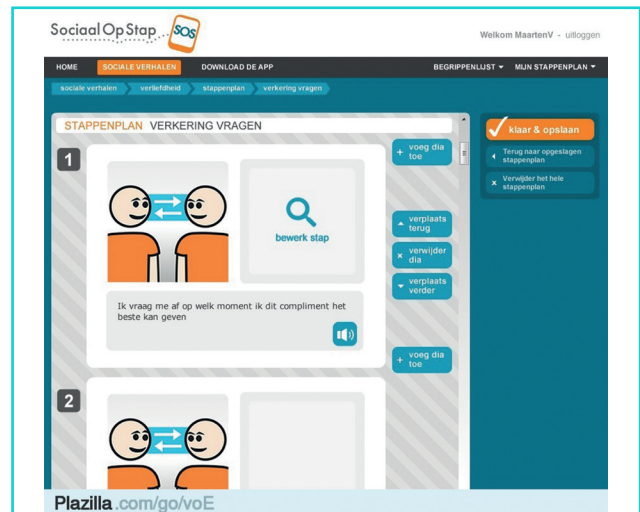 Sociaal Op Stap... SOS
Welkom MaartenV - uitloggen
HOME SOCIALE VERHALEN DOWNLOAD DE APP BEGRIPPENLIJST MIJN STAPPENPLAN
sociale verhalen verliefdheid stappenplan verkering vragen
STAPPENPLAN VERKERING VRAGEN
klaar & opslaan
Terug naar opgeslagen
stappenplan
Verwijder het hele
stappenplan
+ voeg dia
toe
1
bewerk stap
verplaats
terug
x verwijder
dia
verplaats
verder
Ik vraag me af op welk moment ik dit compliment het
beste kan geven
+ voeg dia
toe
2
Plazilla.com/go/voE